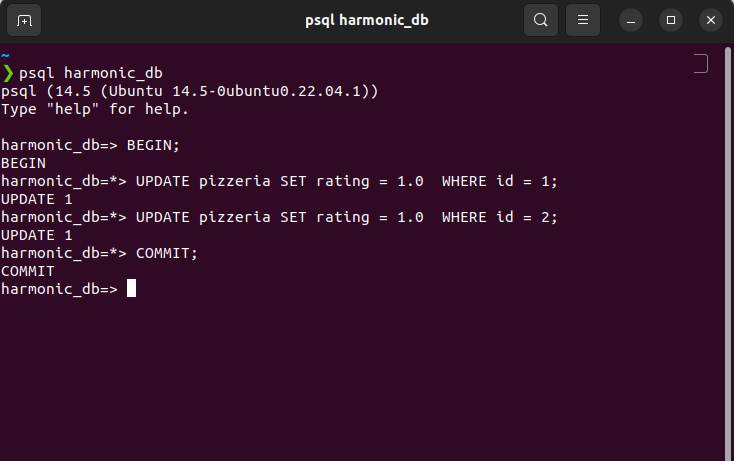 psql harmonic_db
~
❯ psql harmonic_db
psql (14.5 (Ubuntu 14.5-0ubuntu0.22.04.1))
Type "help" for help.
harmonic_db=> BEGIN;
BEGIN
harmonic_db=*> UPDATE pizzeria SET rating = 1.0  WHERE id = 1;
UPDATE 1
harmonic_db=*> UPDATE pizzeria SET rating = 1.0  WHERE id = 2;
UPDATE 1
harmonic_db=*> COMMIT;
COMMIT
harmonic_db=>